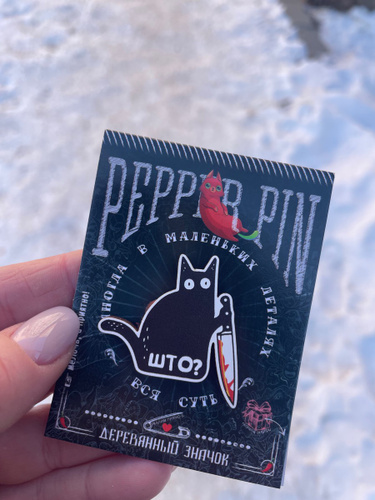 PEPPER PIN
ИНОГДА В МАЛЕНЬКИХ ДЕТАЛЯХ
ШТО?
ВСЯ СУТЬ
ДЕРЕВЯННЫЙ ЗНАЧОК